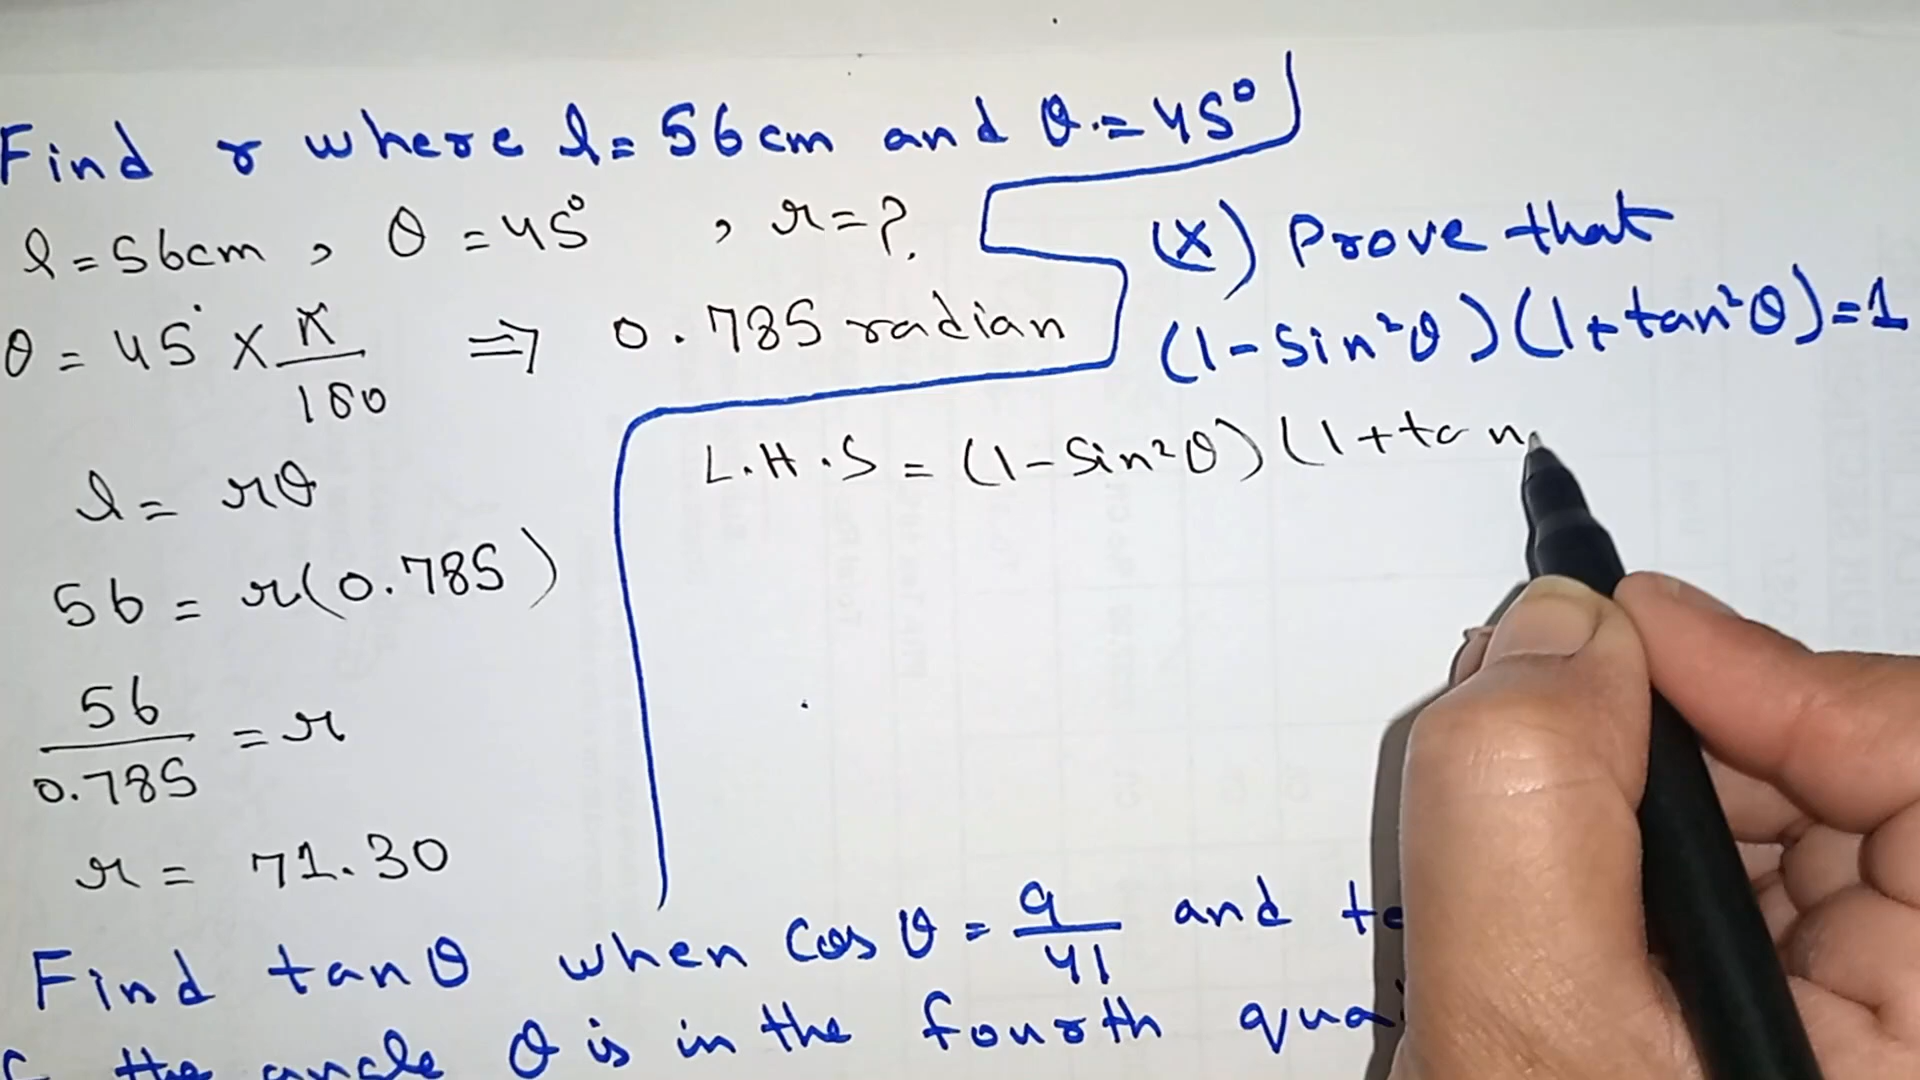 Find r where l = 56cm and θ = 45°
l = 56cm , θ = 45° , r = ?
θ = 45° × π/180 ⇒ 0.785 radian
l = rθ
56 = r(0.785)
56/0.785 = r
r = 71.30
(x) Prove that
(1 - Sin²θ)(1 + tan²θ) = 1
L.H.S = (1 - Sin²θ) (1 + tan
Find tanθ when Cos θ = 9/41 and te
the angle θ is in the fourth qua